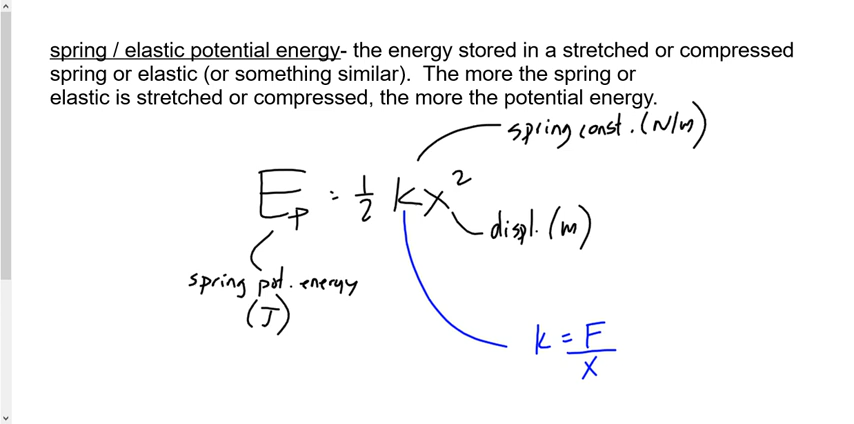 spring / elastic potential energy- the energy stored in a stretched or compressed
spring or elastic (or something similar).  The more the spring or
elastic is stretched or compressed, the more the potential energy.
spring const. (N/m)
Ep = 1/2 kx²
displ. (m)
spring pot. energy
(J)
k = F/x